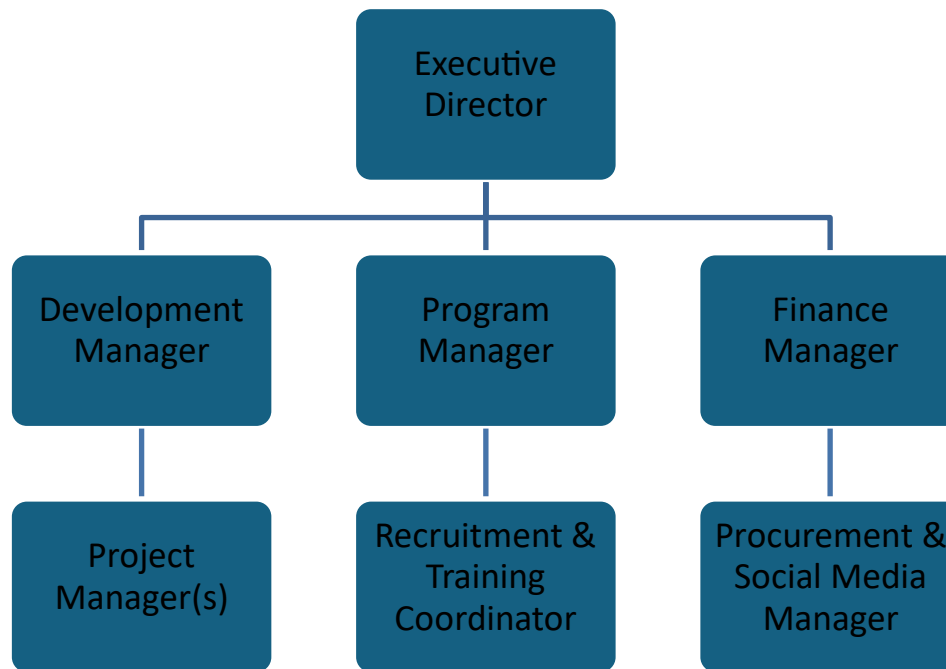 Executive
Director
Development
Manager
Program
Manager
Finance
Manager
Project
Manager(s)
Recruitment &
Training
Coordinator
Procurement &
Social Media
Manager